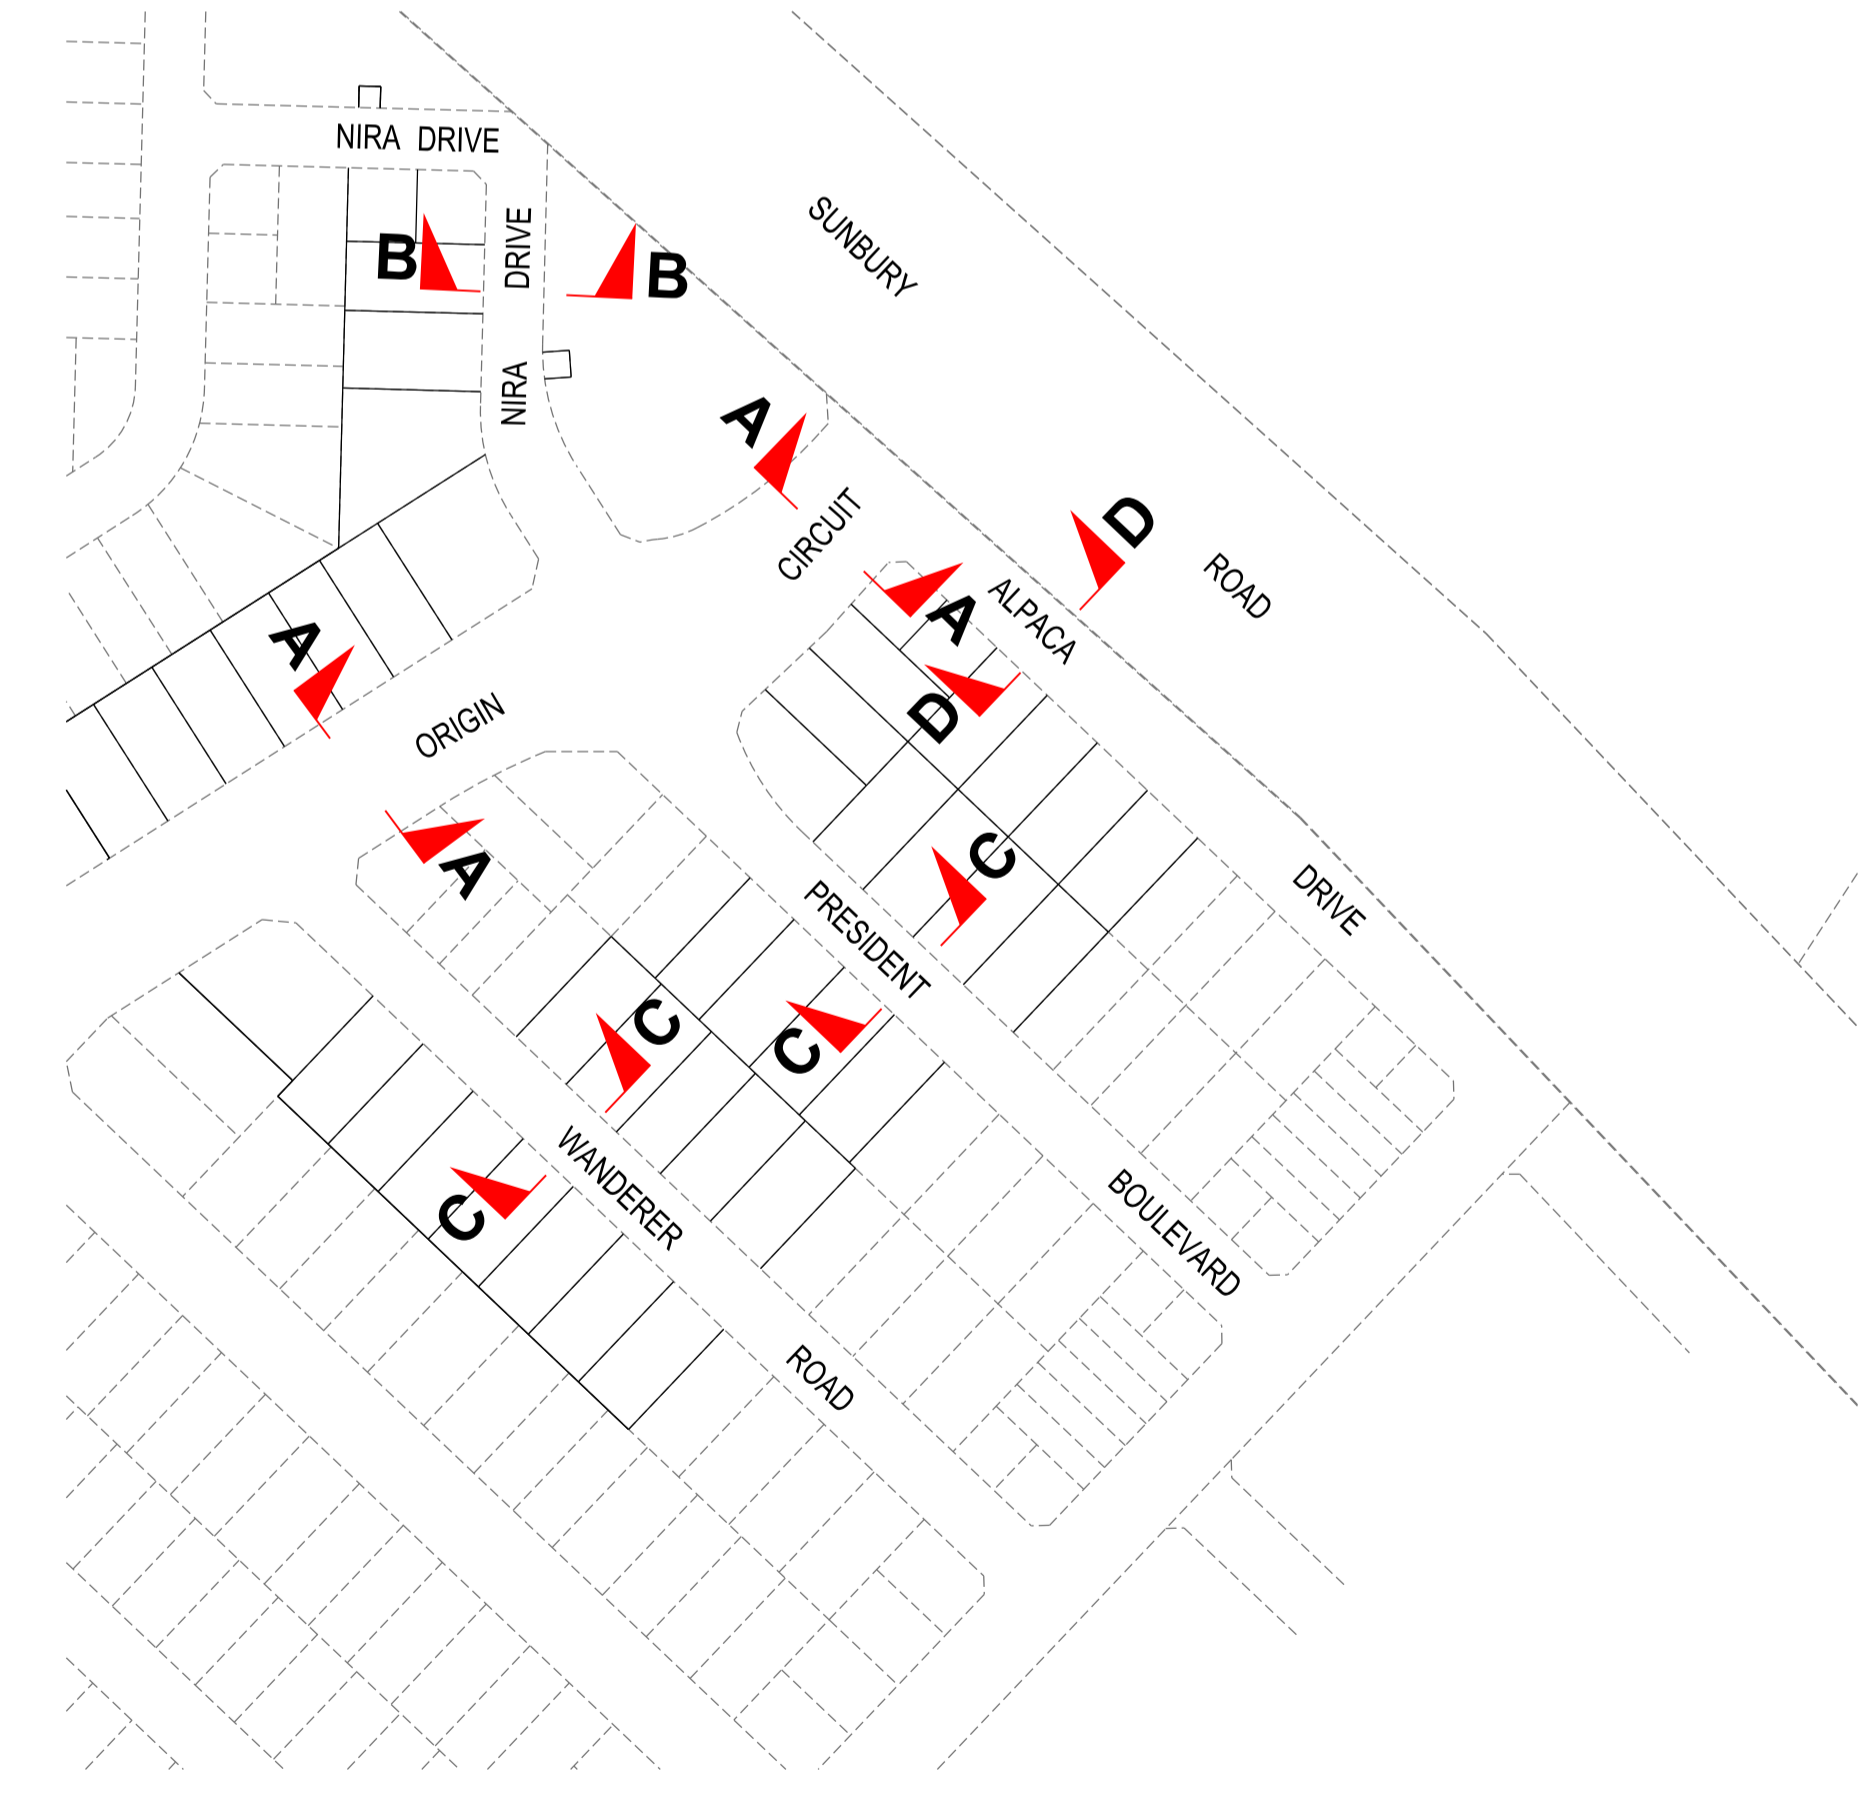 NIRA DRIVE
SUNBURY
DRIVE
B
B
NIRA
A
CIRCUIT
D
ROAD
A
ALPACA
A
D
ORIGIN
A
C
DRIVE
PRESIDENT
C
C
WANDERER
C
BOULEVARD
ROAD